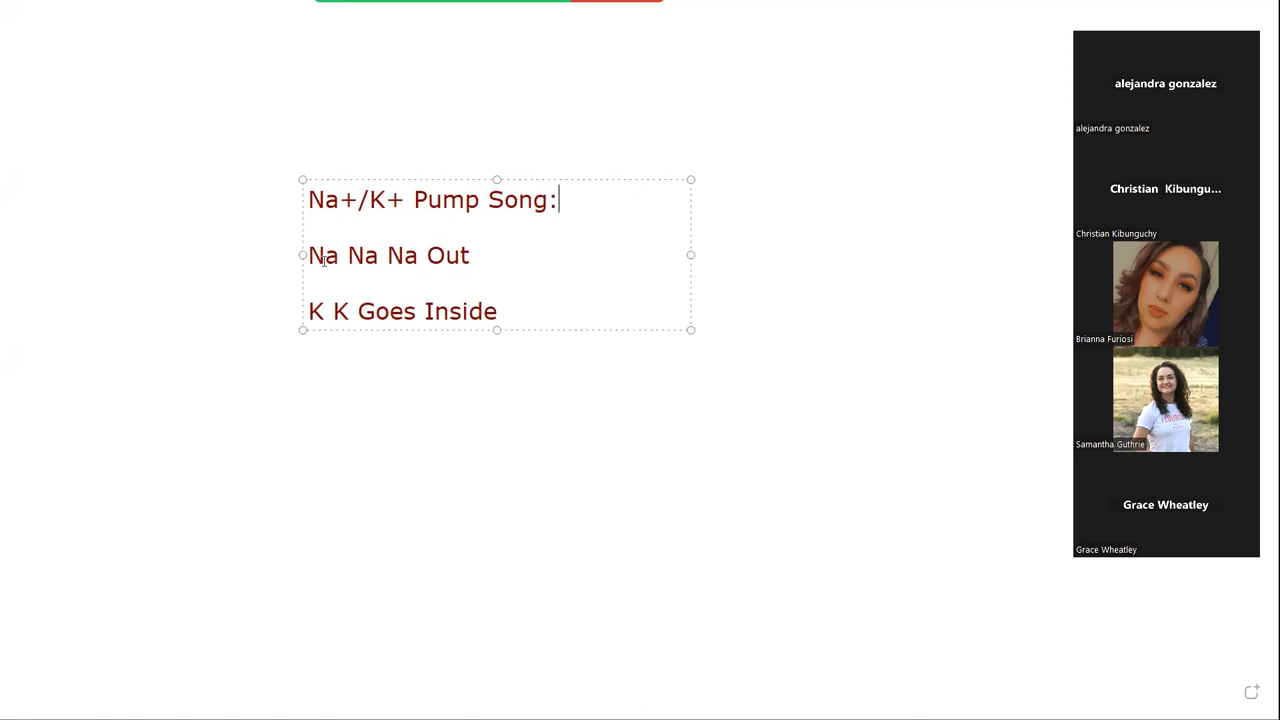 Na+/K+ Pump Song:
Na Na Na Out
K K Goes Inside
alejandra gonzalez
alejandra gonzalez
Christian Kibungu...
Christian Kibunguchy
Brianna Furiosi
Samantha Guthrie
Grace Wheatley
Grace Wheatley